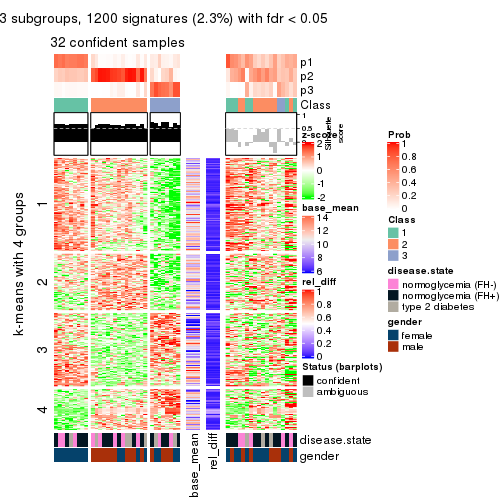 3 subgroups, 1200 signatures (2.3%) with fdr < 0.05
32 confident samples
p1
p2
p3
Class
1
0.5
0
Silhouette
score
z-score
2
1
0
-1
-2
base_mean
14
12
10
8
6
rel_diff
1
0.8
0.6
0.4
0.2
0
Status (barplots)
confident
ambiguous
Prob
1
0.8
0.6
0.4
0.2
0
Class
1
2
3
disease.state
normoglycemia (FH-)
normoglycemia (FH+)
type 2 diabetes
gender
female
male
k-means with 4 groups
1
2
3
4
base_mean
rel_diff
disease.state
gender